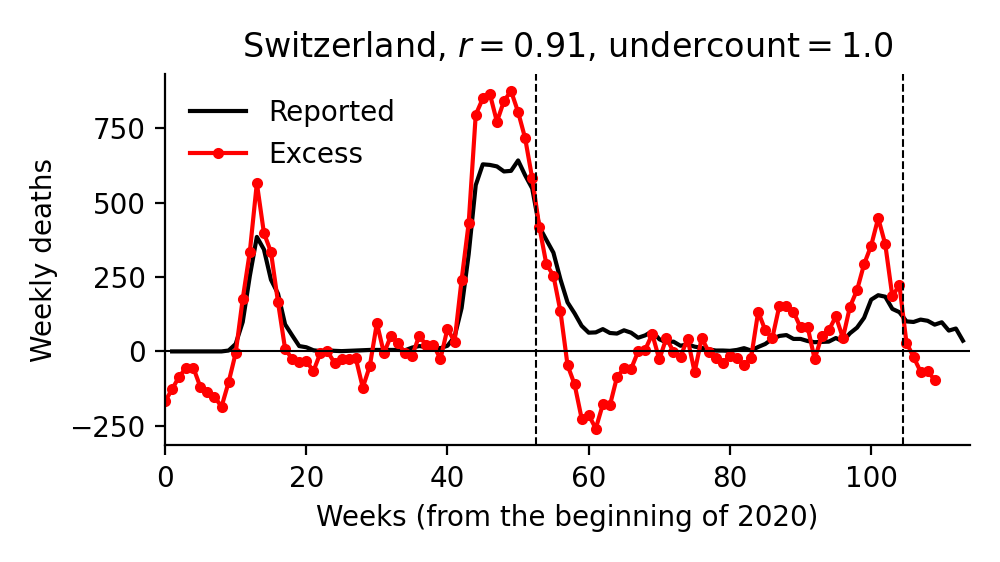 Switzerland, r = 0.91, undercount = 1.0
Reported
Excess
Weekly deaths
750
500
250
0
−250
0 20 40 60 80 100
Weeks (from the beginning of 2020)